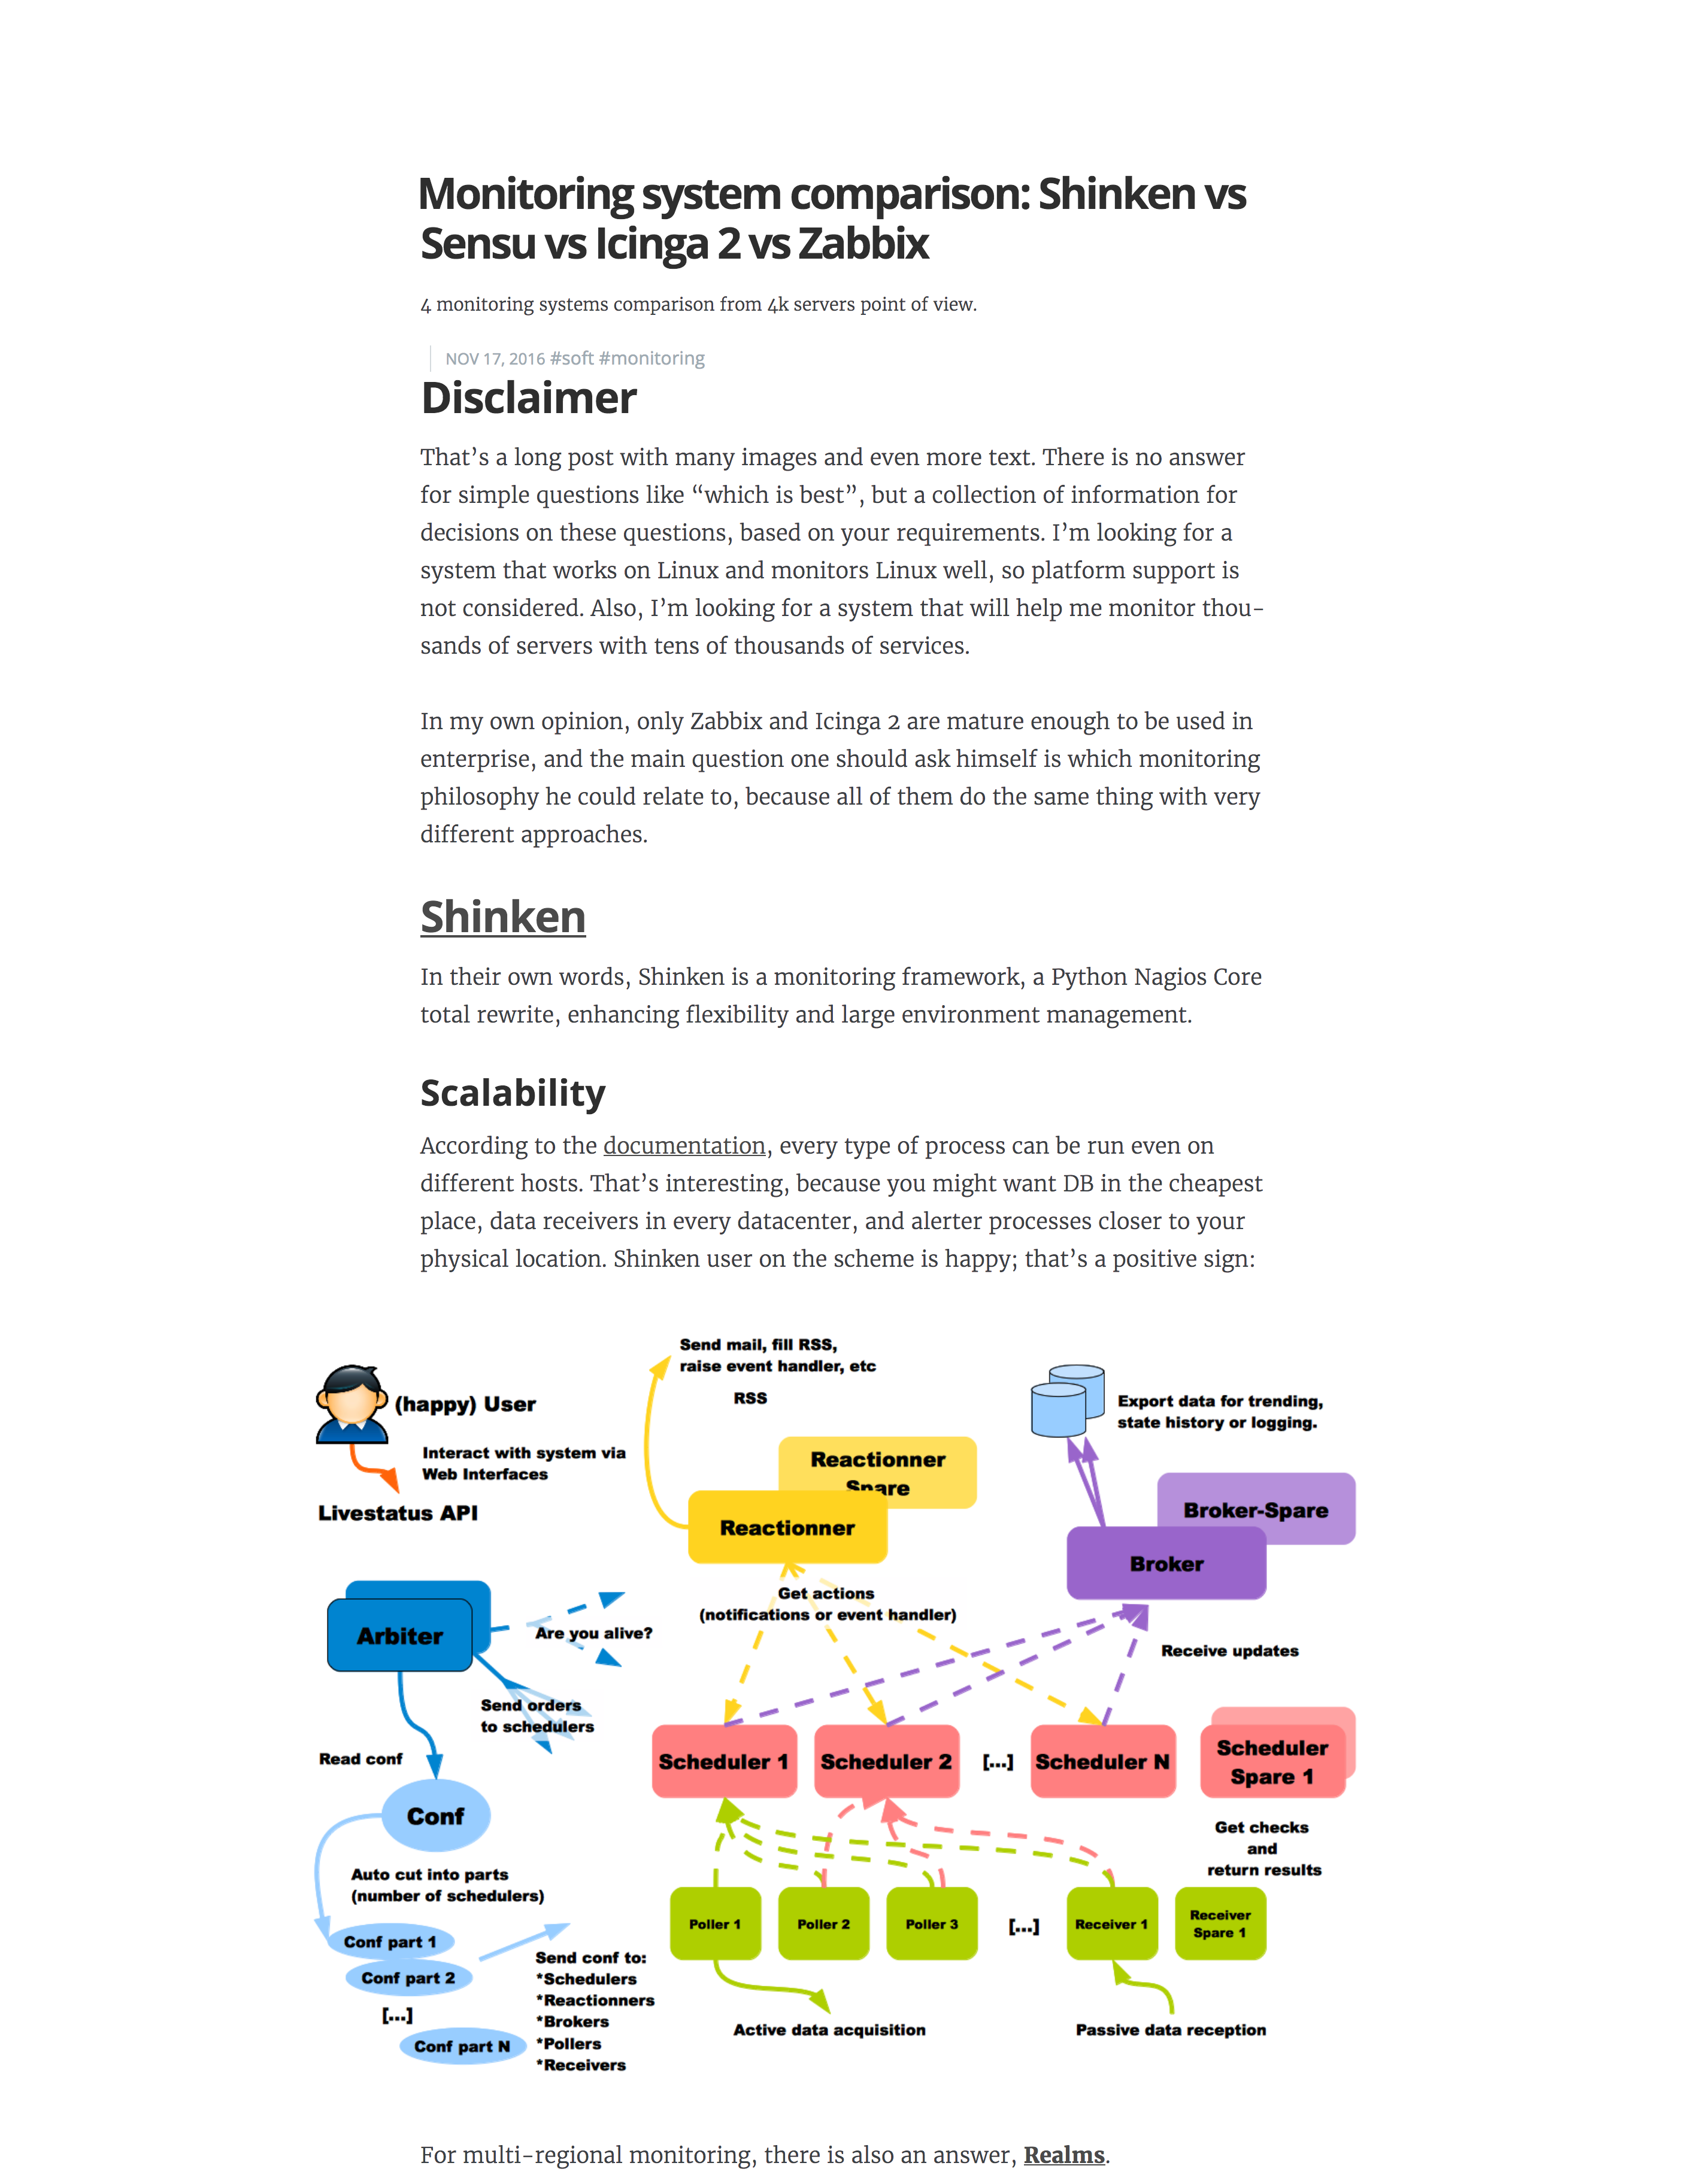 Monitoring system comparison: Shinken vs
Sensu vs Icinga 2 vs Zabbix
4 monitoring systems comparison from 4k servers point of view.
NOV 17, 2016 #soft #monitoring
Disclaimer
That’s a long post with many images and even more text. There is no answer
for simple questions like “which is best”, but a collection of information for
decisions on these questions, based on your requirements. I’m looking for a
system that works on Linux and monitors Linux well, so platform support is
not considered. Also, I’m looking for a system that will help me monitor thou-
sands of servers with tens of thousands of services.
In my own opinion, only Zabbix and Icinga 2 are mature enough to be used in
enterprise, and the main question one should ask himself is which monitoring
philosophy he could relate to, because all of them do the same thing with very
different approaches.
Shinken
In their own words, Shinken is a monitoring framework, a Python Nagios Core
total rewrite, enhancing flexibility and large environment management.
Scalability
According to the documentation, every type of process can be run even on
different hosts. That’s interesting, because you might want DB in the cheapest
place, data receivers in every datacenter, and alerter processes closer to your
physical location. Shinken user on the scheme is happy; that’s a positive sign:
Send mail, fill RSS,
raise event handler, etc
RSS
(happy) User
Interact with system via
Web Interfaces
Livestatus API
Export data for trending,
state history or logging.
Reactionner
Spare
Reactionner
Broker-Spare
Broker
Get actions
(notifications or event handler)
Arbiter
Are you alive?
Receive updates
Send orders
to schedulers
Read conf
Scheduler 1
Scheduler 2
[...]
Scheduler N
Scheduler
Spare 1
Conf
Get checks
and
return results
Auto cut into parts
(number of schedulers)
Poller 1
Poller 2
Poller 3
[...]
Receiver 1
Receiver
Spare 1
Conf part 1
Conf part 2
[...]
Conf part N
Send conf to:
*Schedulers
*Reactionners
*Brokers
*Pollers
*Receivers
Active data acquisition
Passive data reception
For multi-regional monitoring, there is also an answer, Realms.